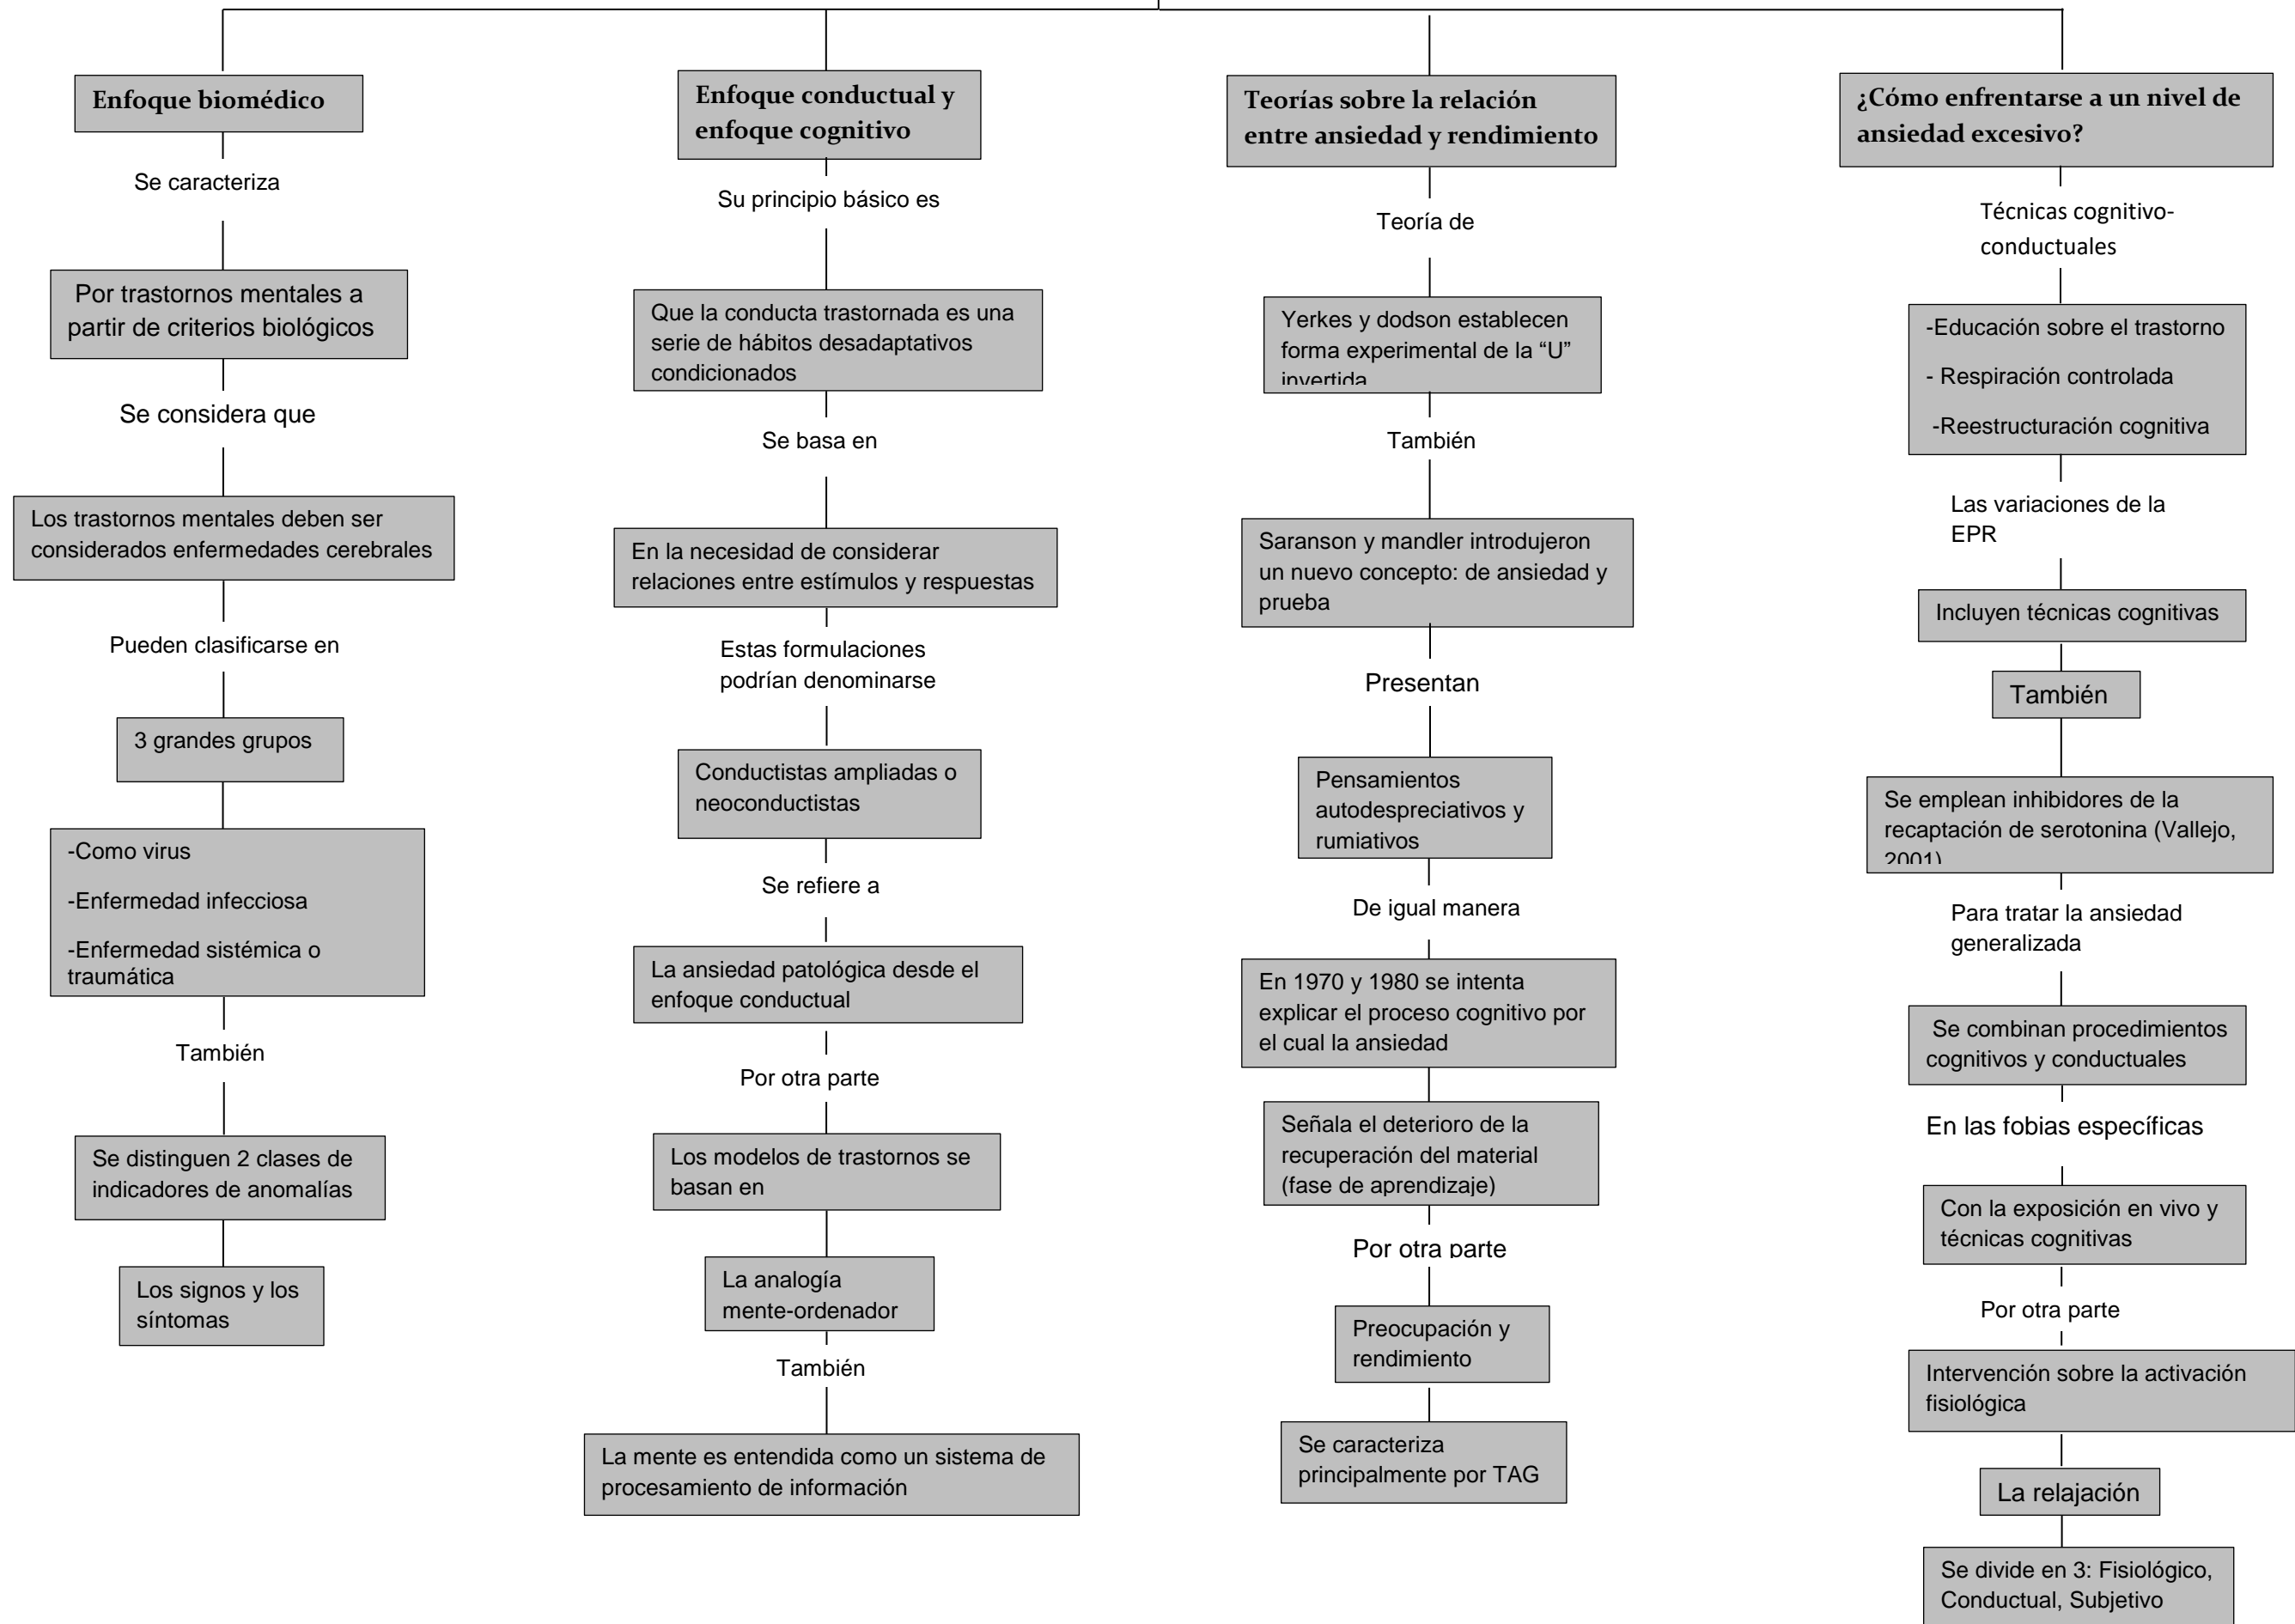 Enfoque biomédico
Se caracteriza
Por trastornos mentales a
partir de criterios biológicos
Se considera que
Los trastornos mentales deben ser
considerados enfermedades cerebrales
Pueden clasificarse en
3 grandes grupos
-Como virus
-Enfermedad infecciosa
-Enfermedad sistémica o
traumática
También
Se distinguen 2 clases de
indicadores de anomalías
Los signos y los
síntomas
Enfoque conductual y
enfoque cognitivo
Su principio básico es
Que la conducta trastornada es una
serie de hábitos desadaptativos
condicionados
Se basa en
En la necesidad de considerar
relaciones entre estímulos y respuestas
Estas formulaciones
podrían denominarse
Conductistas ampliadas o
neoconductistas
Se refiere a
La ansiedad patológica desde el
enfoque conductual
Por otra parte
Los modelos de trastornos se
basan en
La analogía
mente-ordenador
También
La mente es entendida como un sistema de
procesamiento de información
Teorías sobre la relación
entre ansiedad y rendimiento
Teoría de
Yerkes y dodson establecen
forma experimental de la “U”
invertida
También
Saranson y mandler introdujeron
un nuevo concepto: de ansiedad y
prueba
Presentan
Pensamientos
autodespreciativos y
rumiativos
De igual manera
En 1970 y 1980 se intenta
explicar el proceso cognitivo por
el cual la ansiedad
Señala el deterioro de la
recuperación del material
(fase de aprendizaje)
Por otra parte
Preocupación y
rendimiento
Se caracteriza
principalmente por TAG
¿Cómo enfrentarse a un nivel de
ansiedad excesivo?
Técnicas cognitivo-
conductuales
-Educación sobre el trastorno
- Respiración controlada
-Reestructuración cognitiva
Las variaciones de la
EPR
Incluyen técnicas cognitivas
También
Se emplean inhibidores de la
recaptación de serotonina (Vallejo,
2001)
Para tratar la ansiedad
generalizada
Se combinan procedimientos
cognitivos y conductuales
En las fobias específicas
Con la exposición en vivo y
técnicas cognitivas
Por otra parte
Intervención sobre la activación
fisiológica
La relajación
Se divide en 3: Fisiológico,
Conductual, Subjetivo